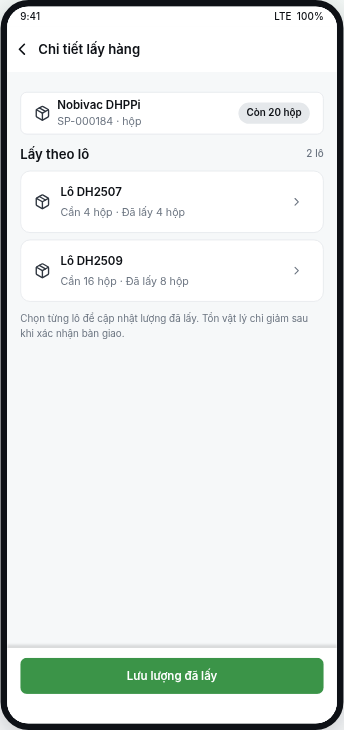 9:41
LTE 100%
Chi tiết lấy hàng
Nobivac DHPPi
SP-000184 · hộp
Còn 20 hộp
Lấy theo lô
2 lô
Lô DH2507
Cần 4 hộp · Đã lấy 4 hộp
Lô DH2509
Cần 16 hộp · Đã lấy 8 hộp
Chọn từng lô để cập nhật lượng đã lấy. Tồn vật lý chỉ giảm sau
khi xác nhận bàn giao.
Lưu lượng đã lấy